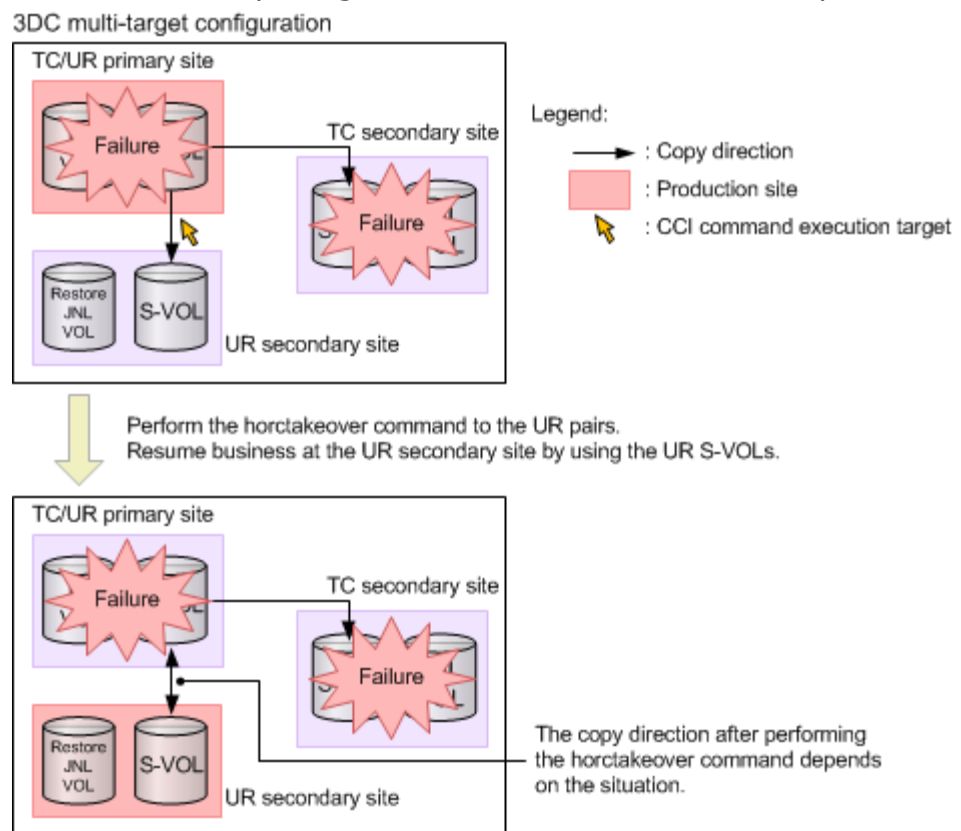 3DC multi-target configuration
TC/UR primary site
Failure
TC secondary site
Failure
Restore
JNL
VOL
S-VOL
UR secondary site
Legend:
: Copy direction
: Production site
: CCI command execution target
Perform the horctakeover command to the UR pairs.
Resume business at the UR secondary site by using the UR S-VOLs.
TC/UR primary site
Failure
TC secondary site
Failure
Restore
JNL
VOL
S-VOL
UR secondary site
The copy direction after performing
the horctakeover command depends
on the situation.